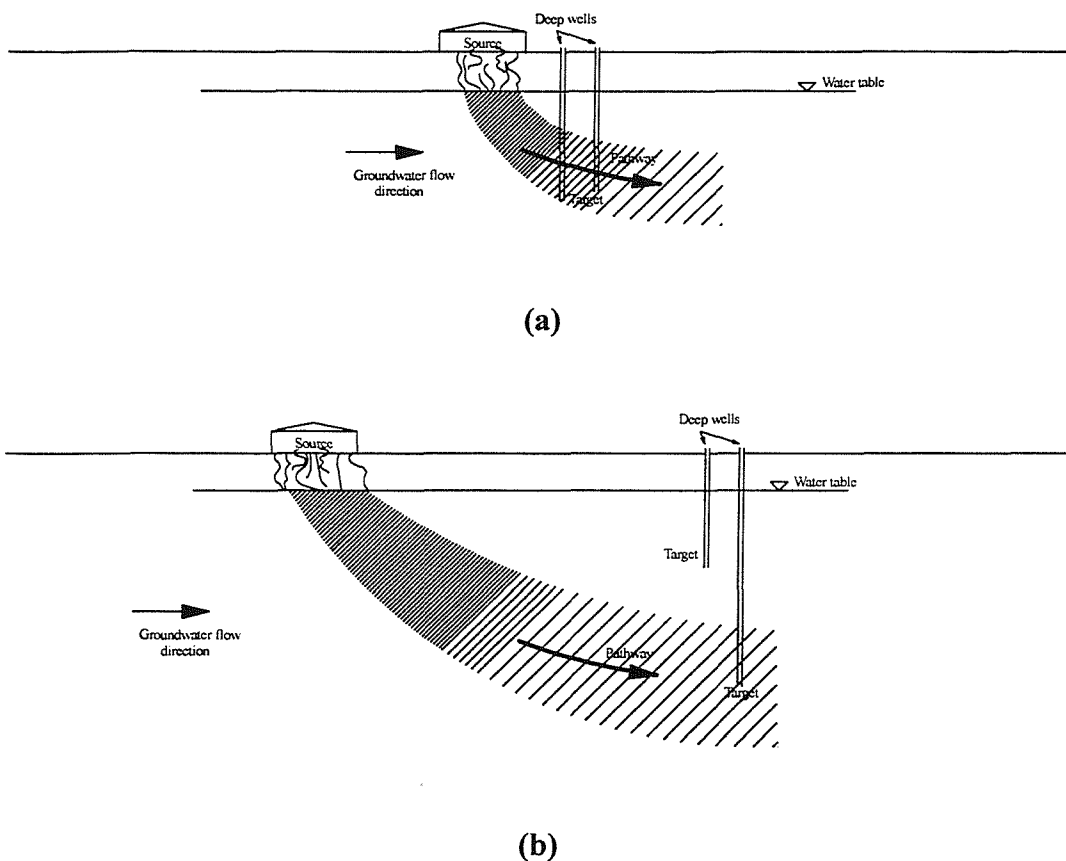 Deep wells
Source
Water table
Pathway
Groundwater flow
direction
Target
(a)
Deep wells
Source
Water table
Target
Groundwater flow
direction
Pathway
Target
(b)